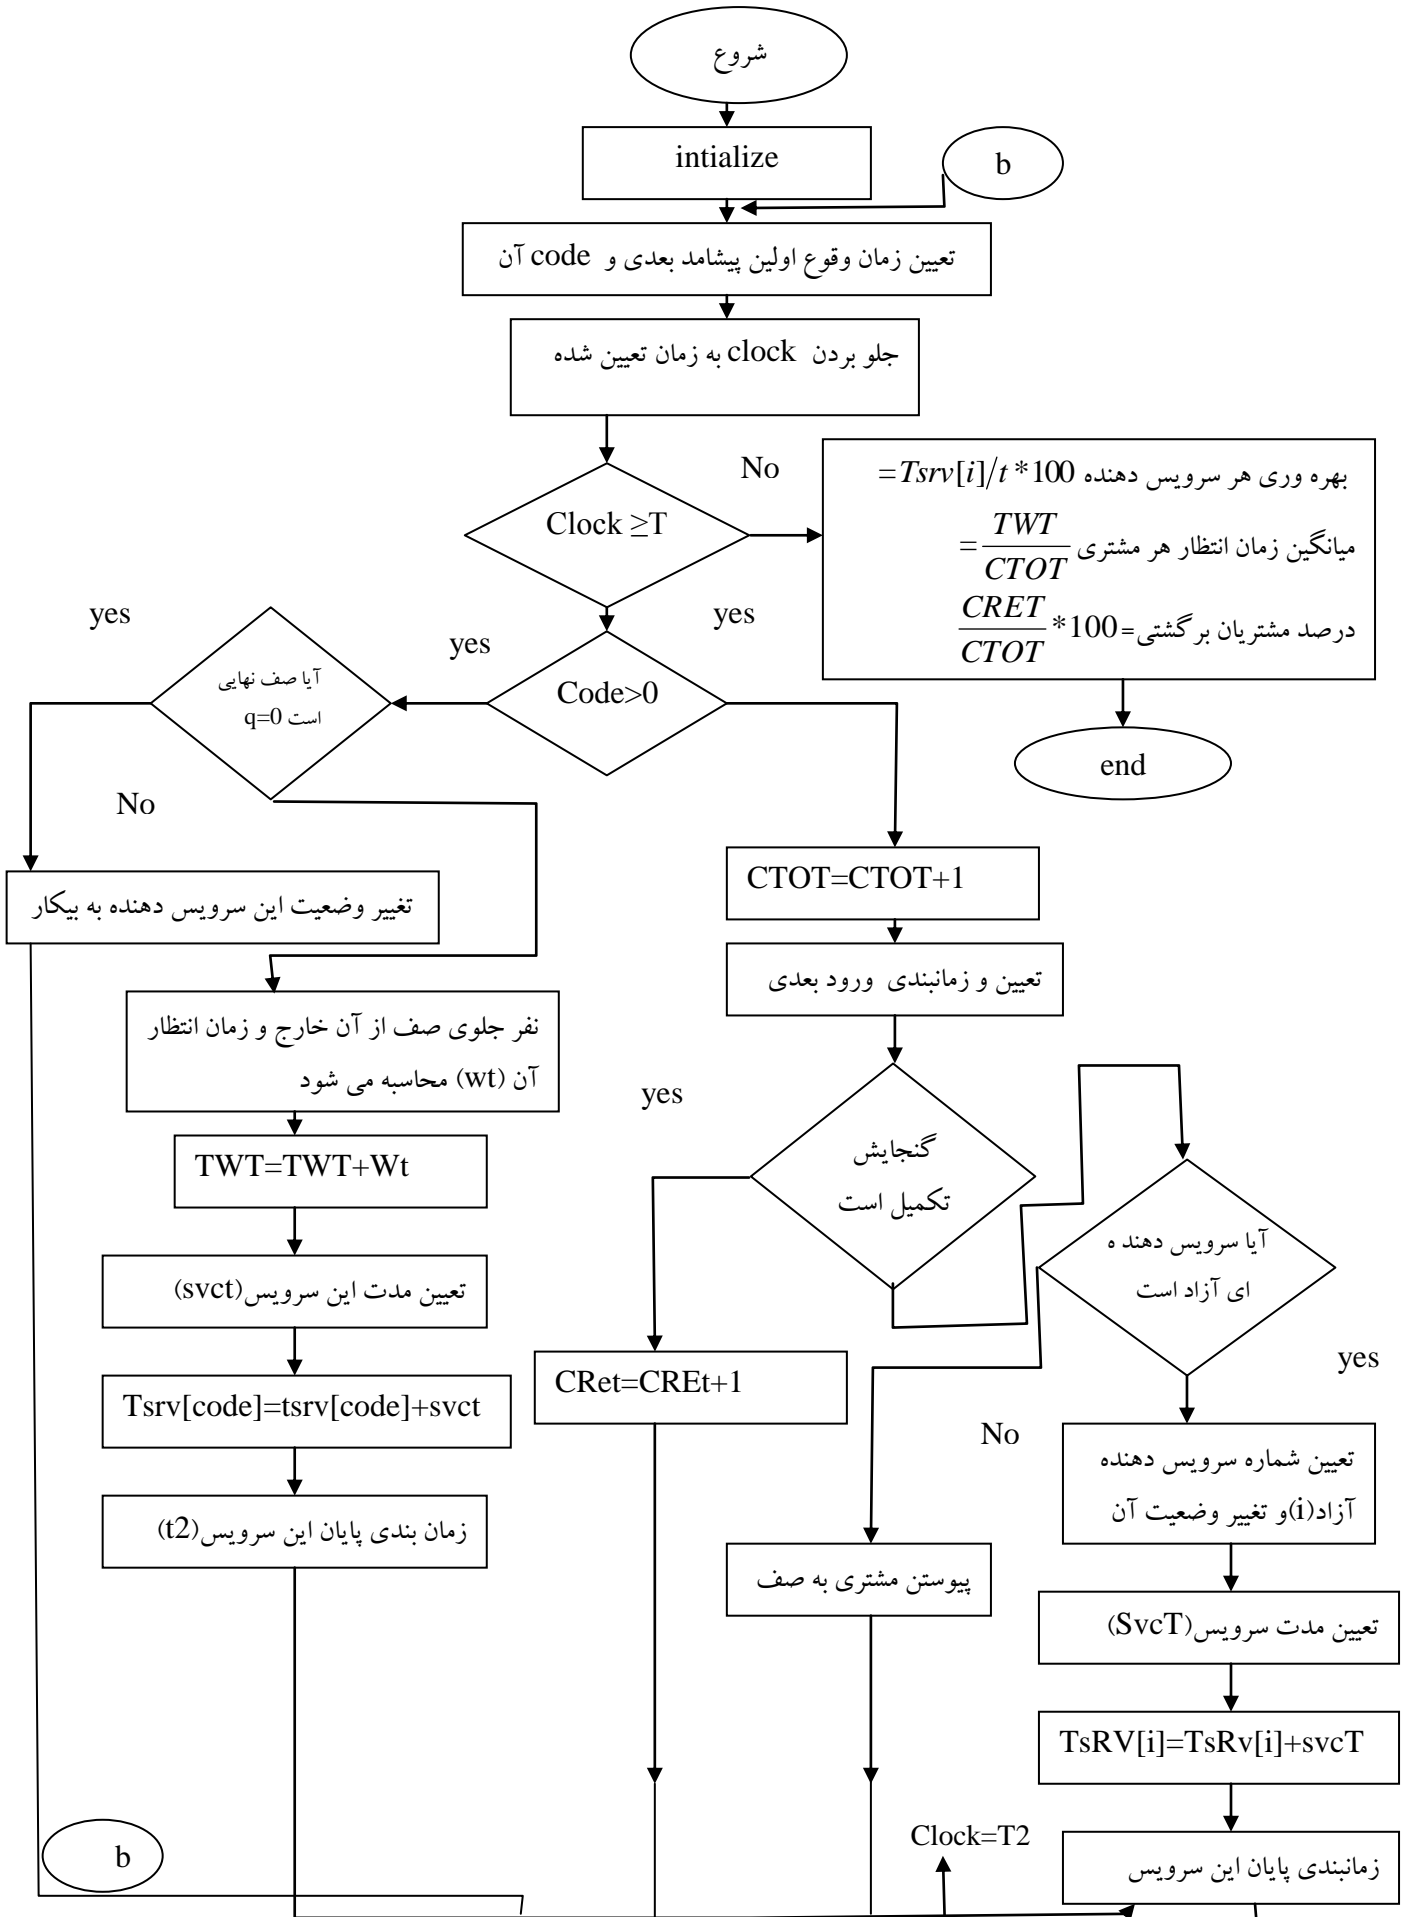 شروع
intialize
b
تعیین زمان وقوع اولین پیشامد بعدی و code آن
جلو بردن clock به زمان تعیین شده
No
Clock ≥T
بهره وری هر سرویس دهنده =Tsrv[i]/t*100=
میانگین زمان انتظار هر مشتری =TWT/CTOT
درصد مشتریان برگشتی=CRET/CTOT*100
yes
yes
yes
آیا صف نهایی
است q=0
Code>0
end
No
CTOT=CTOT+1
تغییر وضعیت این سرویس دهنده به بیکار
تعیین و زمانبندی ورود بعدی
نفر جلوی صف از آن خارج و زمان انتظار
آن (wt) محاسبه می شود
yes
TWT=TWT+Wt
گنجایش
تکمیل است
آیا سرویس دهند ه
ای آزاد است
تعیین مدت این سرویس(svct)
yes
CRet=CREt+1
Tsrv[code]=tsrv[code]+svct
No
تعیین شماره سرویس دهنده
آزاد(i)و تغییر وضعیت آن
زمان بندی پایان این سرویس(t2)
پیوستن مشتری به صف
تعیین مدت سرویس(SvcT)
TsRV[i]=TsRv[i]+svcT
Clock=T2
b
زمانبندی پایان این سرویس